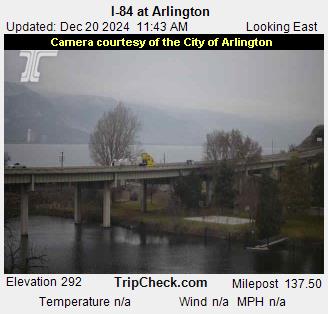 I-84 at Arlington
Updated: Dec 20 2024 11:43 AM Looking East
Camera courtesy of the City of Arlington
Elevation 292 TripCheck.com Milepost 137.50
Temperature n/a Wind n/a MPH n/a